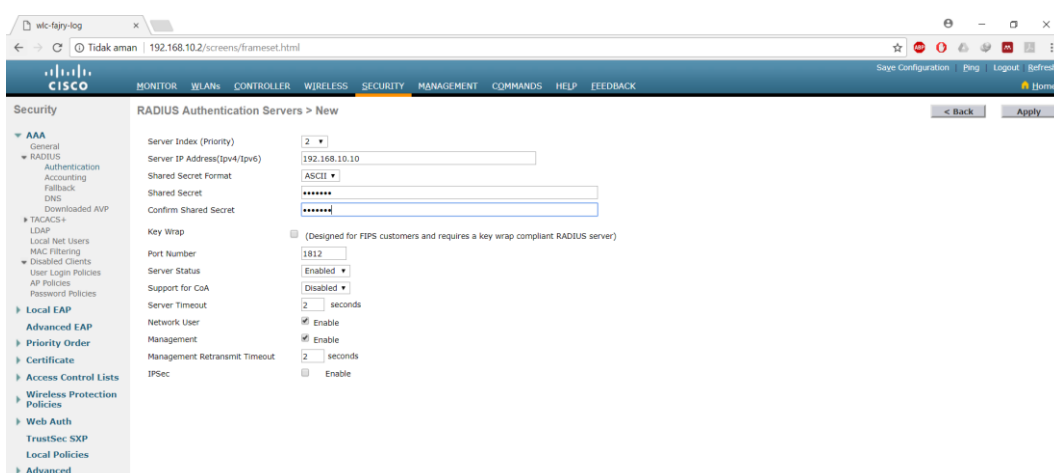 wlc-fajry-log
Tidak aman 192.168.10.2/screens/frameset.html
Save Configuration Ping Logout Refresh
CISCO MONITOR WLANs CONTROLLER WIRELESS SECURITY MANAGEMENT COMMANDS HELP FEEDBACK Home
Security
RADIUS Authentication Servers > New
< Back Apply
AAA
General
RADIUS
Authentication
Accounting
Fallback
DNS
Downloaded AVP
TACACS+
LDAP
Local Net Users
MAC Filtering
Disabled Clients
User Login Policies
AP Policies
Password Policies
Local EAP
Advanced EAP
Priority Order
Certificate
Access Control Lists
Wireless Protection
Policies
Web Auth
TrustSec SXP
Local Policies
Advanced
Server Index (Priority) 2
Server IP Address(Ipv4/Ipv6) 192.168.10.10
Shared Secret Format ASCII
Shared Secret •••••••
Confirm Shared Secret •••••••
Key Wrap (Designed for FIPS customers and requires a key wrap compliant RADIUS server)
Port Number 1812
Server Status Enabled
Support for CoA Disabled
Server Timeout 2 seconds
Network User Enable
Management Enable
Management Retransmit Timeout 2 seconds
IPSec Enable